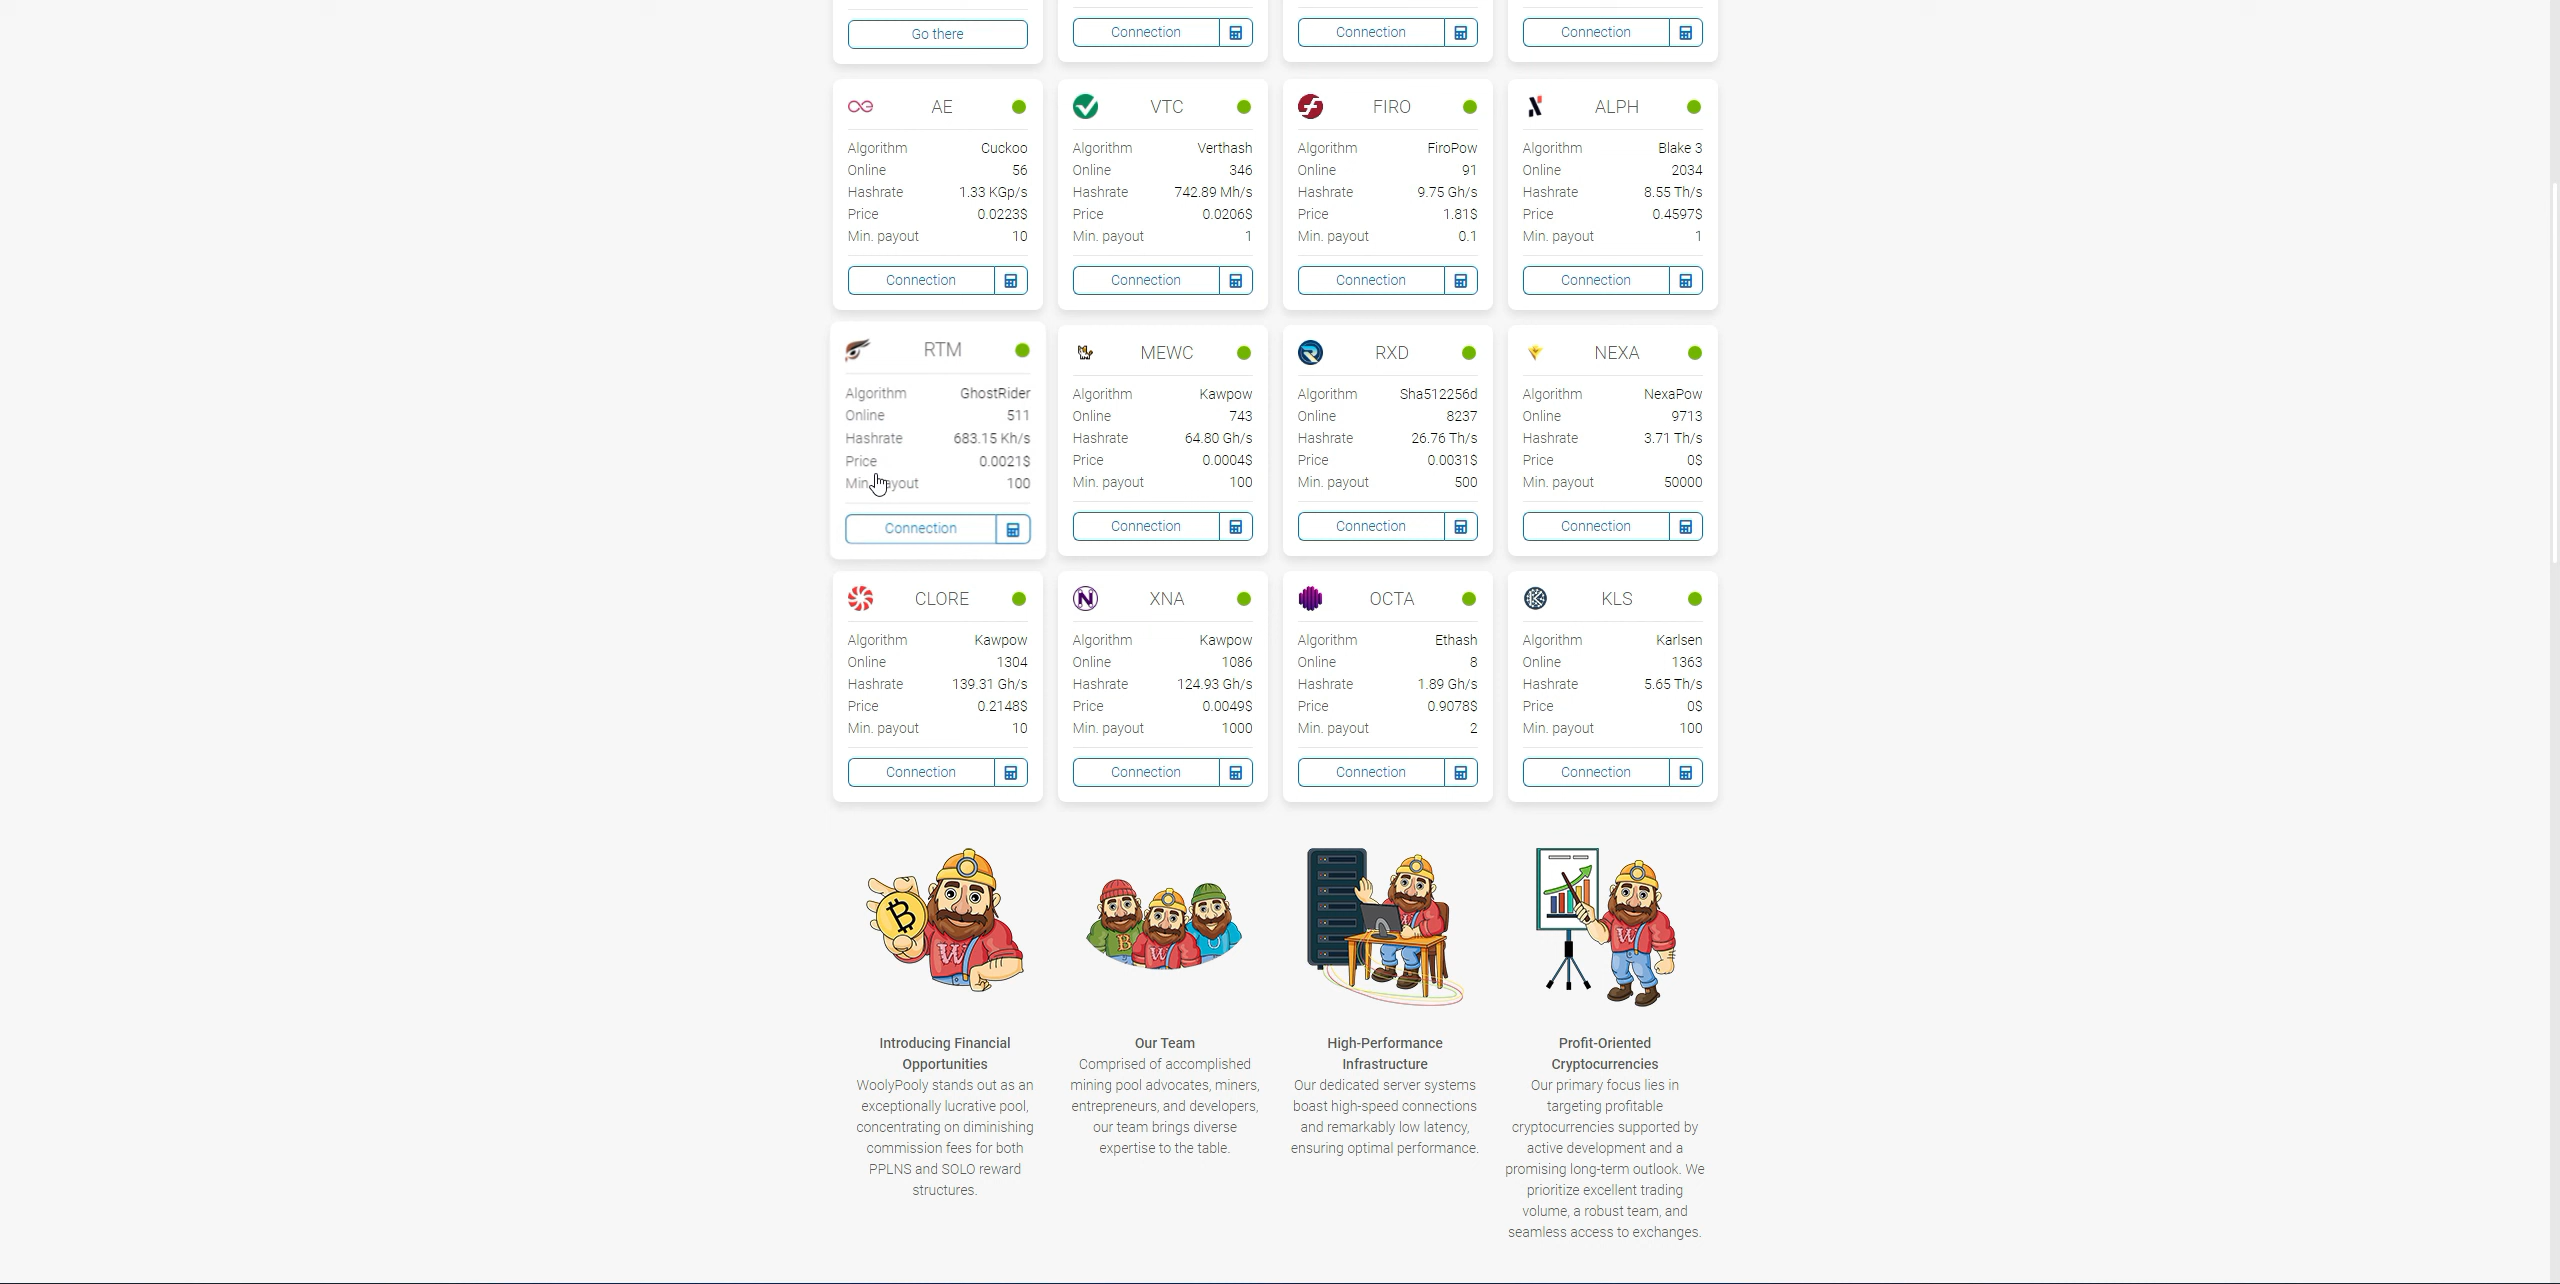 Go there
Connection
Connection
Connection
AE
Algorithm Cuckoo
Online 56
Hashrate 1.33 KGp/s
Price 0.0223$
Min. payout 10
Connection
VTC
Algorithm Verthash
Online 346
Hashrate 742.89 Mh/s
Price 0.0206$
Min. payout 1
Connection
FIRO
Algorithm FiroPow
Online 91
Hashrate 9.75 Gh/s
Price 1.81$
Min. payout 0.1
Connection
ALPH
Algorithm Blake 3
Online 2034
Hashrate 8.55 Th/s
Price 0.4597$
Min. payout 1
Connection
RTM
Algorithm GhostRider
Online 511
Hashrate 683.15 Kh/s
Price 0.0021$
Min. payout 100
Connection
MEWC
Algorithm Kawpow
Online 743
Hashrate 64.80 Gh/s
Price 0.0004$
Min. payout 100
Connection
RXD
Algorithm Sha512256d
Online 8237
Hashrate 26.76 Th/s
Price 0.0031$
Min. payout 500
Connection
NEXA
Algorithm NexaPow
Online 9713
Hashrate 3.71 Th/s
Price 0$
Min. payout 50000
Connection
CLORE
Algorithm Kawpow
Online 1304
Hashrate 139.31 Gh/s
Price 0.2148$
Min. payout 10
Connection
XNA
Algorithm Kawpow
Online 1086
Hashrate 124.93 Gh/s
Price 0.0049$
Min. payout 1000
Connection
OCTA
Algorithm Ethash
Online 8
Hashrate 1.89 Gh/s
Price 0.9078$
Min. payout 2
Connection
KLS
Algorithm Karlsen
Online 1363
Hashrate 5.65 Th/s
Price 0$
Min. payout 100
Connection
Introducing Financial
Opportunities
WoolyPooly stands out as an
exceptionally lucrative pool,
concentrating on diminishing
commission fees for both
PPLNS and SOLO reward
structures.
Our Team
Comprised of accomplished
mining pool advocates, miners,
entrepreneurs, and developers,
our team brings diverse
expertise to the table.
High-Performance
Infrastructure
Our dedicated server systems
boast high-speed connections
and remarkably low latency,
ensuring optimal performance.
Profit-Oriented
Cryptocurrencies
Our primary focus lies in
targeting profitable
cryptocurrencies supported by
active development and a
promising long-term outlook. We
prioritize excellent trading
volume, a robust team, and
seamless access to exchanges.